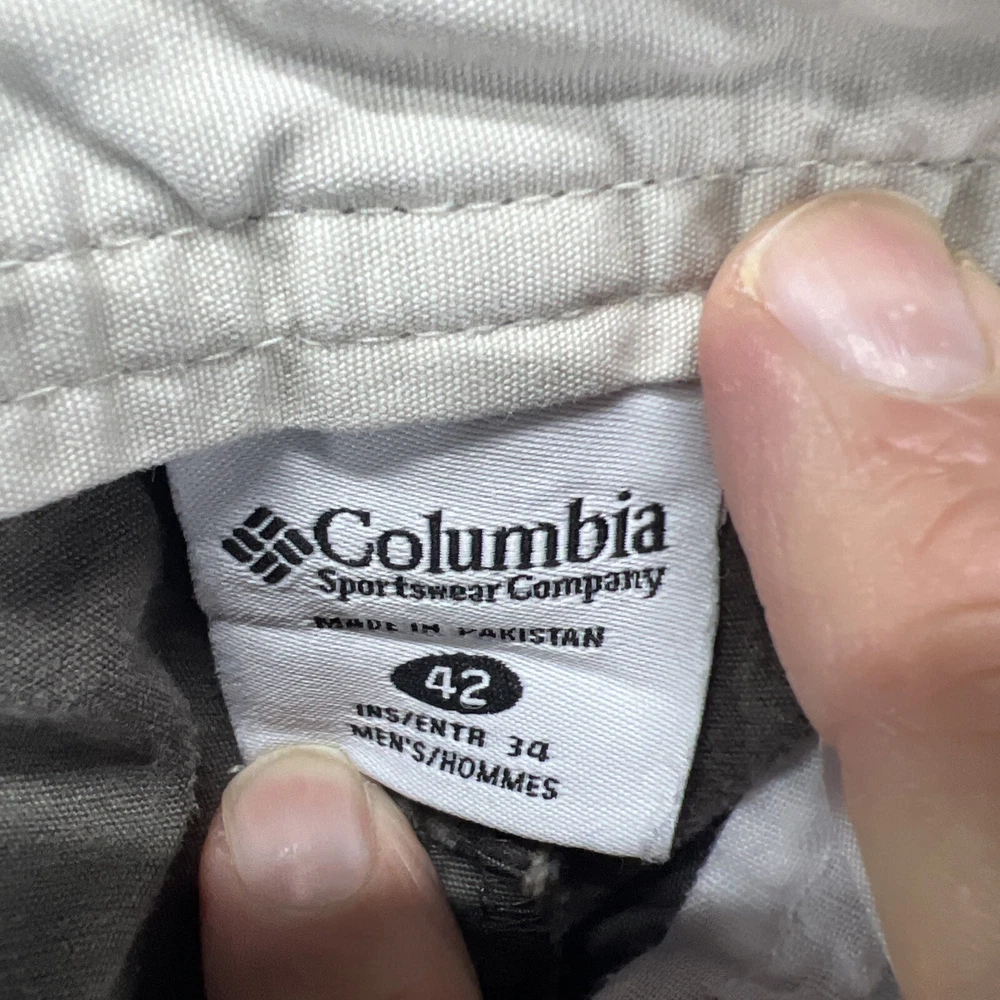 Columbia
Sportswear Company
MADE IN PAKISTAN
42
INS/ENTR 34
MEN'S/HOMMES